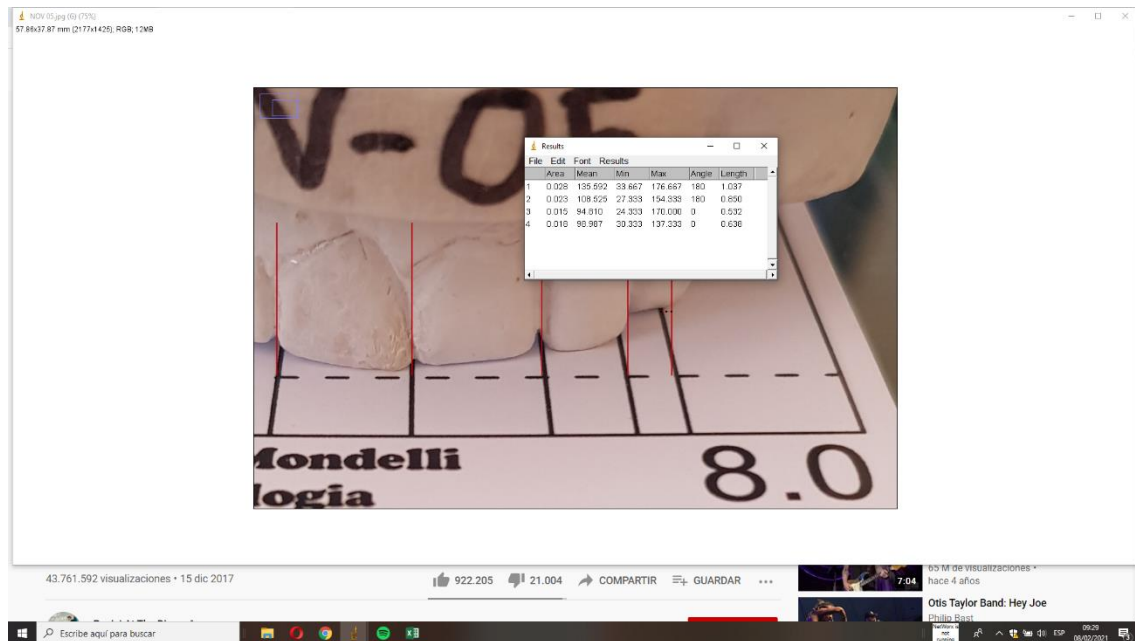 NOV 05.jpg (6) (75%)
57.86x37.87 mm (2177x1425); RGB; 12MB
V-05
Results
File Edit Font Results
Area Mean Min Max Angle Length
1 0.028 135.592 33.667 176.667 180 1.037
2 0.023 108.525 27.333 154.333 180 0.850
3 0.015 94.810 24.333 170.000 0 0.532
4 0.018 98.987 30.333 137.333 0 0.638
Mondelli
logia
8.0
43.761.592 visualizaciones • 15 dic 2017
922.205
21.004
COMPARTIR
GUARDAR
7:04
65 M de visualizaciones •
hace 4 años
Otis Taylor Band: Hey Joe
Philip Bast
Escribe aquí para buscar
ESP
09:29
08/02/2021